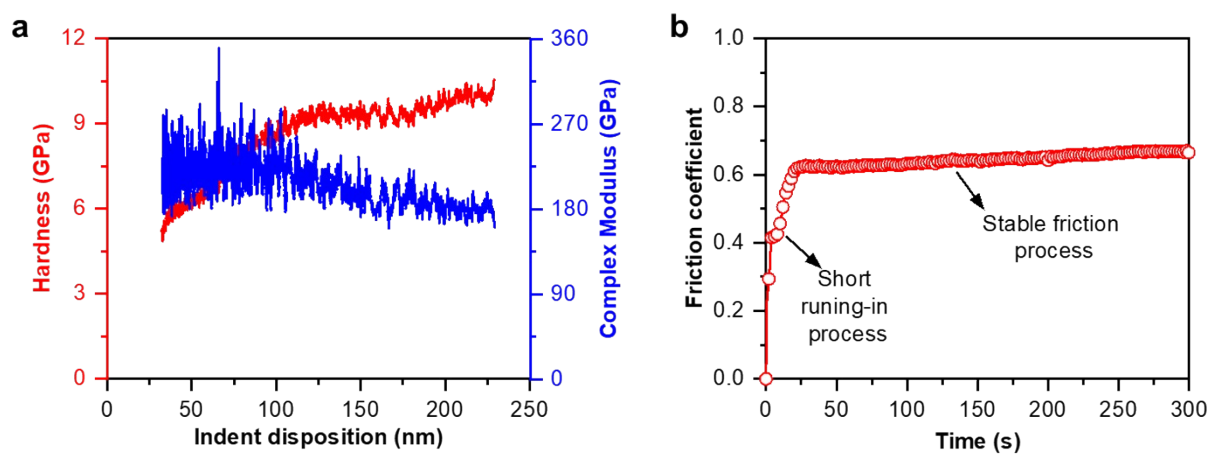 a
12
9
6
3
0
Hardness (GPa)
360
270
180
90
0
Complex Modulus (GPa)
0 50 100 150 200 250
Indent disposition (nm)
b
1.0
0.8
0.6
0.4
0.2
0.0
Friction coefficient
Short
runing-in
process
Stable friction
process
0 50 100 150 200 250 300
Time (s)